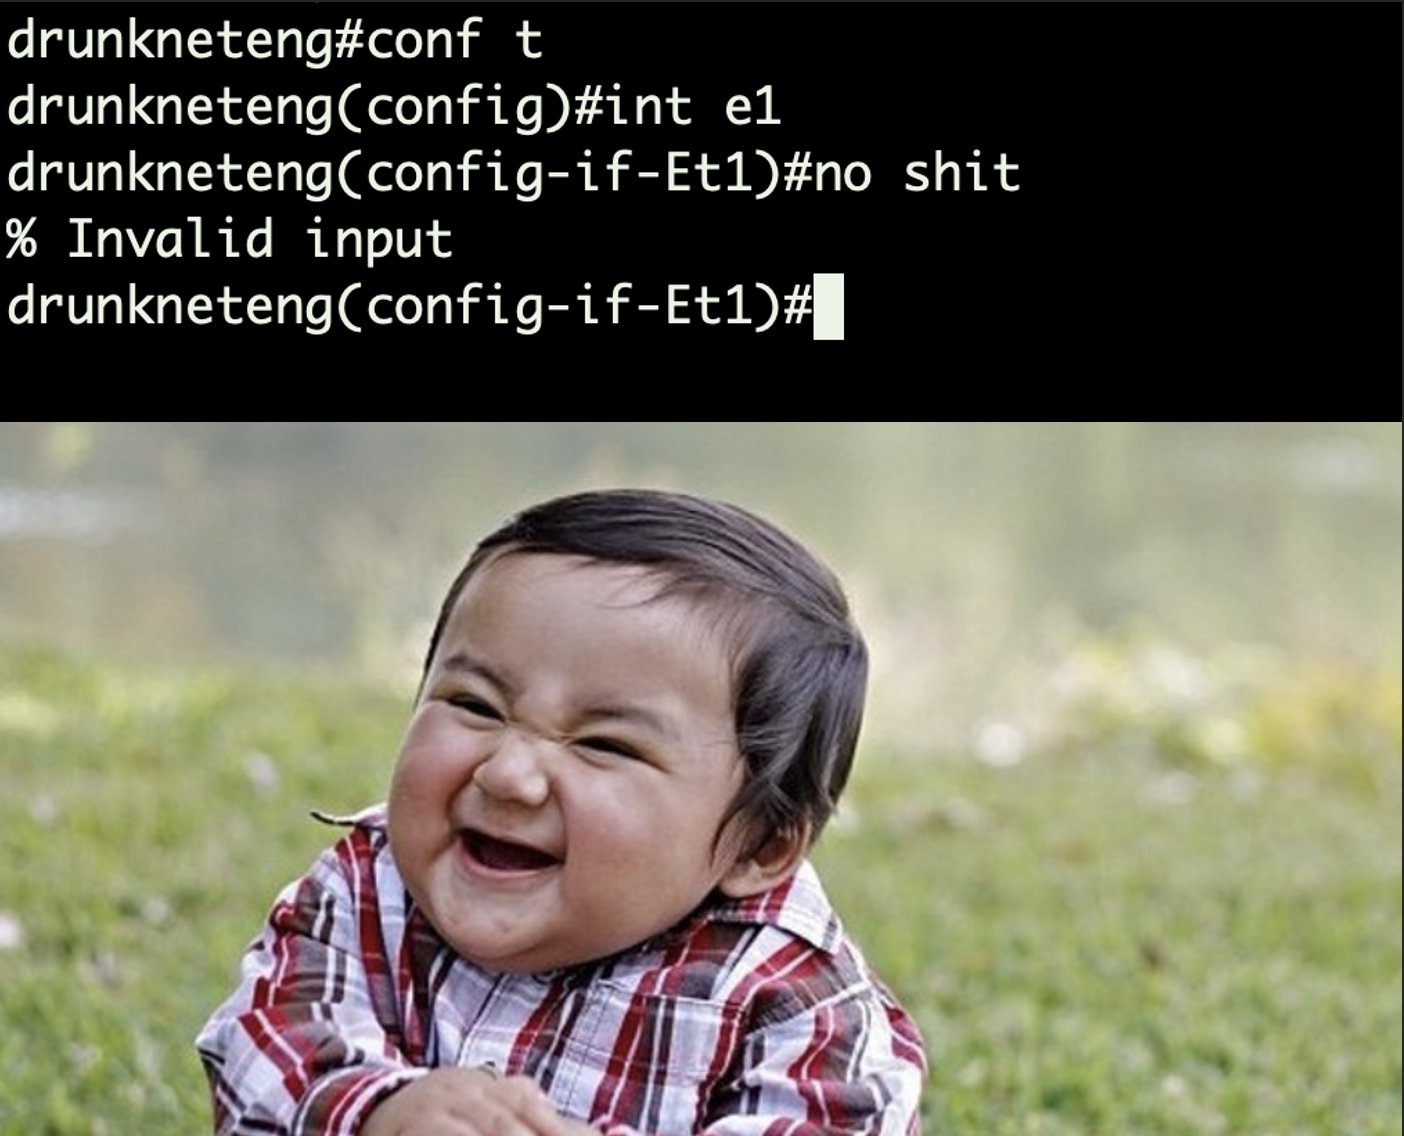 drunkneteng#conf t
drunkneteng(config)#int e1
drunkneteng(config-if-Et1)#no shit
% Invalid input
drunkneteng(config-if-Et1)#